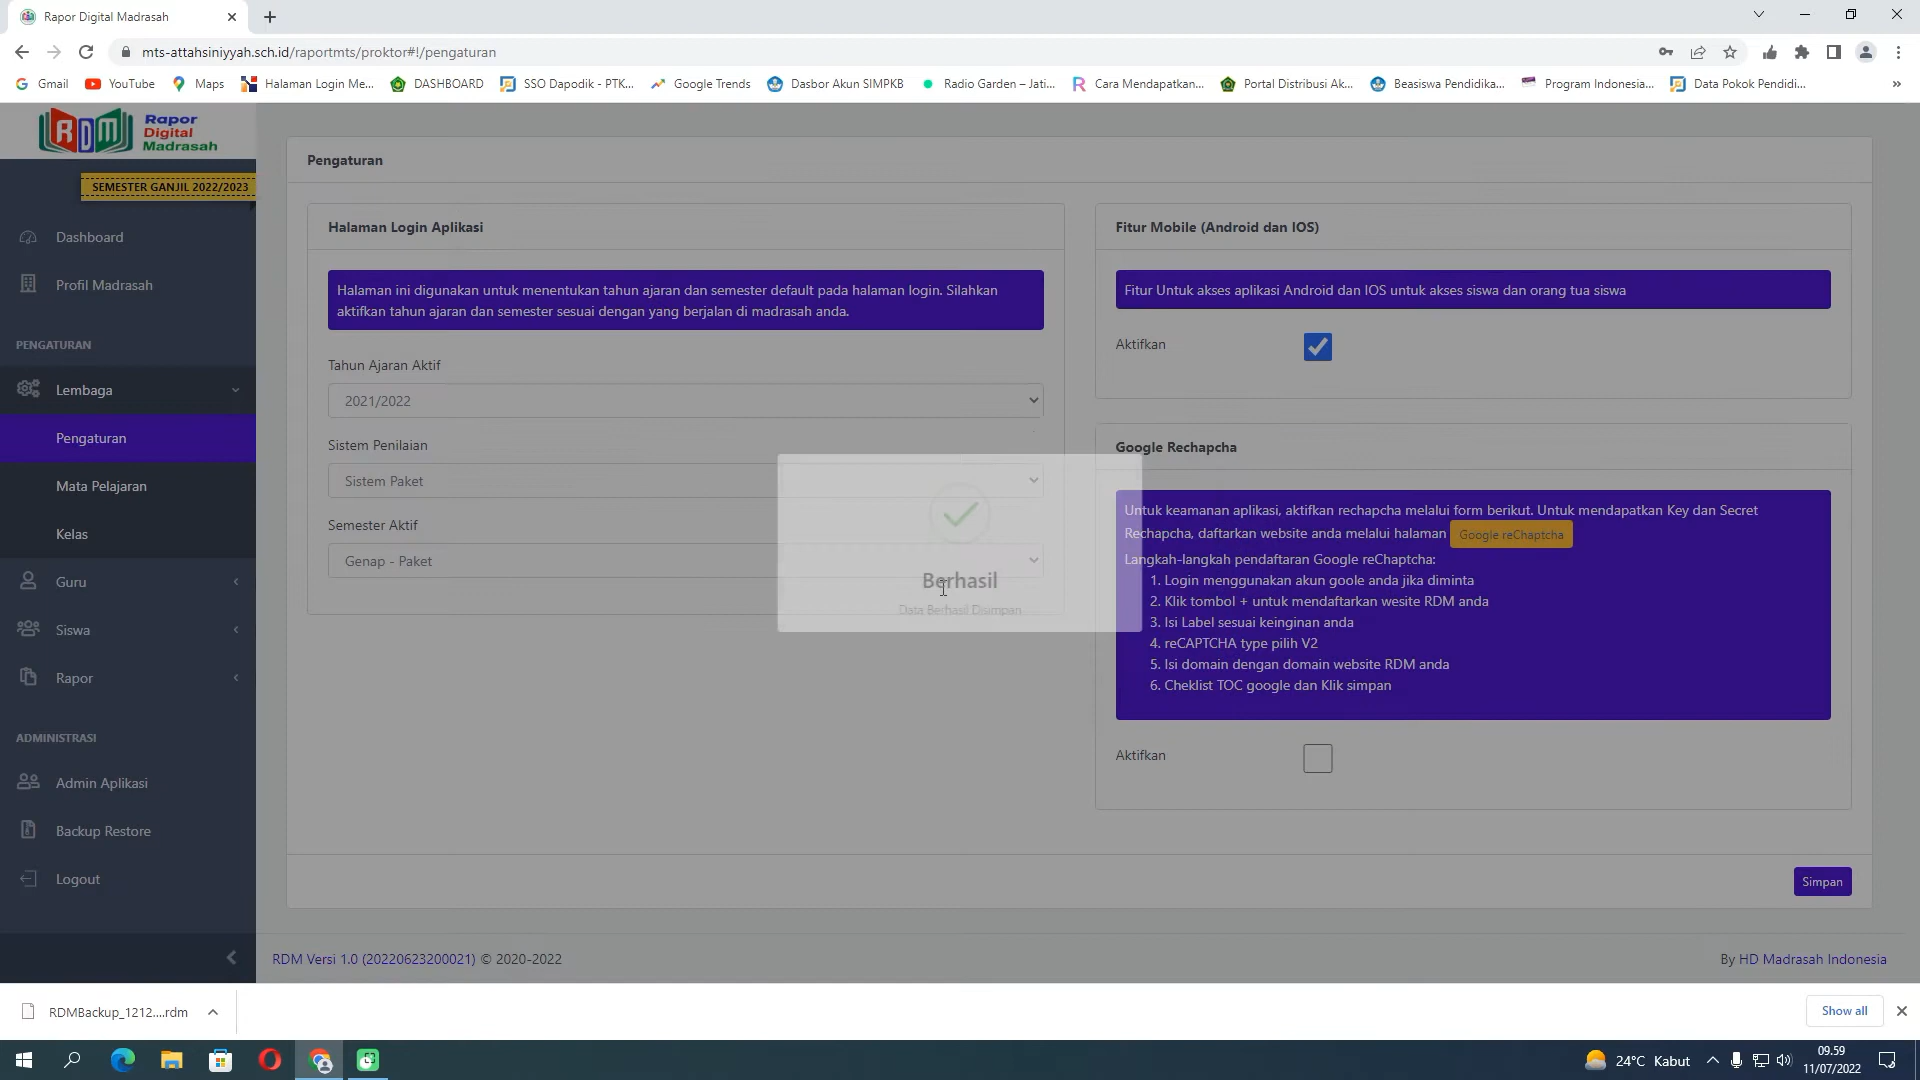 Rapor Digital Madrasah
mts-attahsiniyyah.sch.id/raportmts/proktor#!/pengaturan
Gmail
YouTube
Maps
Halaman Login Me...
DASHBOARD
SSO Dapodik - PTK...
Google Trends
Dasbor Akun SIMPKB
Radio Garden – Jati...
Cara Mendapatkan...
Portal Distribusi Ak...
Beasiswa Pendidika...
Program Indonesia...
Data Pokok Pendidi...
»
RDM
Rapor
Digital
Madrasah
SEMESTER GANJIL 2022/2023
Dashboard
Profil Madrasah
PENGATURAN
Lembaga
Pengaturan
Mata Pelajaran
Kelas
Guru
Siswa
Rapor
ADMINISTRASI
Admin Aplikasi
Backup Restore
Logout
Pengaturan
Halaman Login Aplikasi
Halaman ini digunakan untuk menentukan tahun ajaran dan semester default pada halaman login. Silahkan
aktifkan tahun ajaran dan semester sesuai dengan yang berjalan di madrasah anda.
Tahun Ajaran Aktif
2021/2022
Sistem Penilaian
Sistem Paket
Semester Aktif
Genap - Paket
Berhasil
Data Berhasil Disimpan
Fitur Mobile (Android dan IOS)
Fitur Untuk akses aplikasi Android dan IOS untuk akses siswa dan orang tua siswa
Aktifkan
Google Rechapcha
Untuk keamanan aplikasi, aktifkan rechapcha melalui form berikut. Untuk mendapatkan Key dan Secret
Rechapcha, daftarkan website anda melalui halaman Google reChaptcha
Langkah-langkah pendaftaran Google reChaptcha:
1. Login menggunakan akun goole anda jika diminta
2. Klik tombol + untuk mendaftarkan wesite RDM anda
3. Isi Label sesuai keinginan anda
4. reCAPTCHA type pilih V2
5. Isi domain dengan domain website RDM anda
6. Cheklist TOC google dan Klik simpan
Aktifkan
Simpan
RDM Versi 1.0 (20220623200021) © 2020-2022
By HD Madrasah Indonesia
RDMBackup_1212....rdm
Show all
24°C Kabut
09.59
11/07/2022